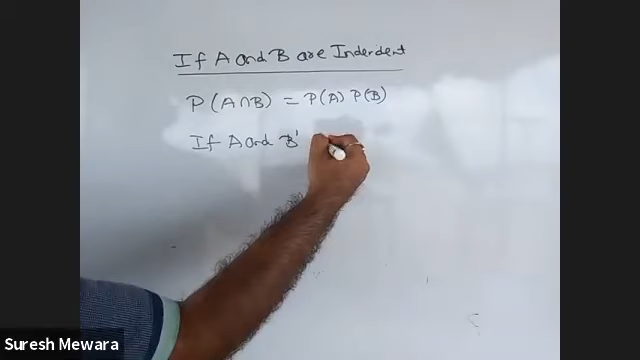 If A and B are Inderdent
P(A∩B) = P(A) P(B)
If A and B'
Suresh Mewara